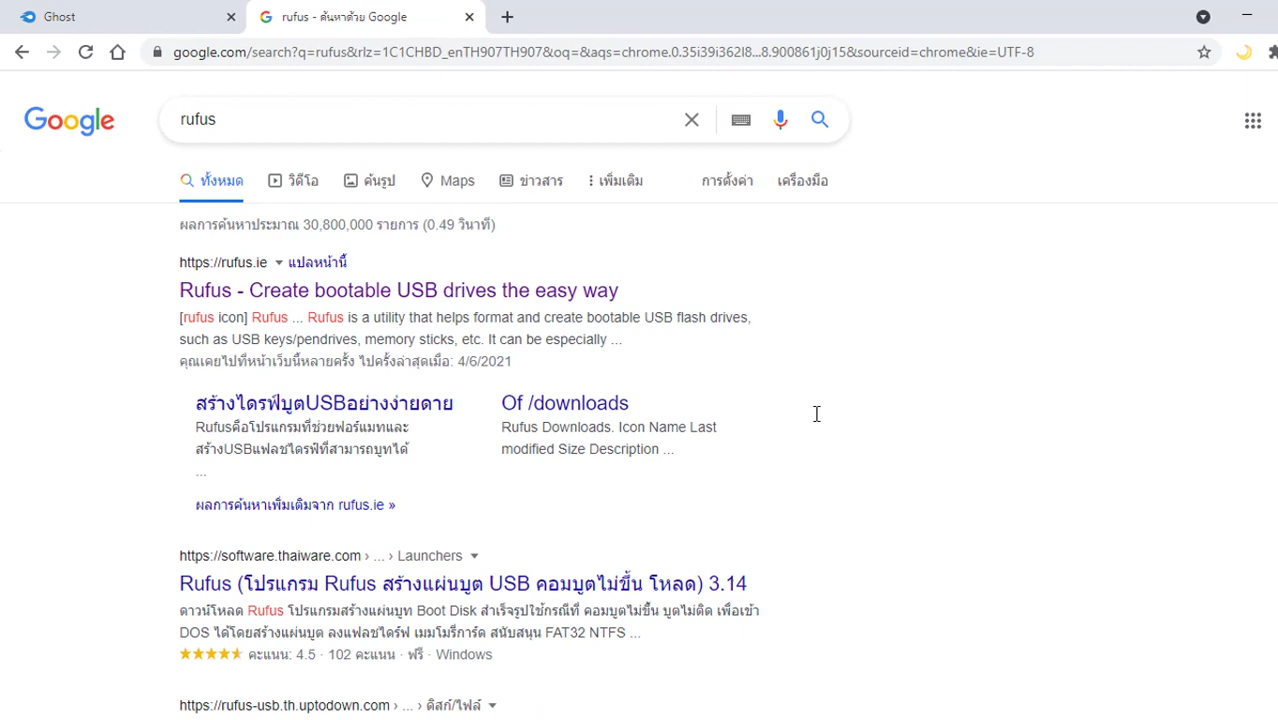 Ghost
rufus - ค้นหาด้วย Google
google.com/search?q=rufus&rlz=1C1CHBD_enTH907TH907&oq=&aqs=chrome.0.35i39i362l8...8.900861j0j15&sourceid=chrome&ie=UTF-8
Google
rufus
ทั้งหมด วิดีโอ ค้นรูป Maps ข่าวสาร เพิ่มเติม การตั้งค่า เครื่องมือ
ผลการค้นหาประมาณ 30,800,000 รายการ (0.49 วินาที)
https://rufus.ie แปลหน้านี้
Rufus - Create bootable USB drives the easy way
[rufus icon] Rufus ... Rufus is a utility that helps format and create bootable USB flash drives,
such as USB keys/pendrives, memory sticks, etc. It can be especially ...
คุณเคยไปที่หน้าเว็บนี้หลายครั้ง ไปครั้งล่าสุดเมื่อ: 4/6/2021
สร้างไดรฟ์บูตUSBอย่างง่ายดาย
Rufusคือโปรแกรมที่ช่วยฟอร์แมทและ
สร้างUSBแฟลชไดร์ฟ์ที่สามารถบูทได้
...
Of /downloads
Rufus Downloads. Icon Name Last
modified Size Description ...
ผลการค้นหาเพิ่มเติมจาก rufus.ie »
https://software.thaiware.com › ... › Launchers
Rufus (โปรแกรม Rufus สร้างแผ่นบูต USB คอมบูตไม่ขึ้น โหลด) 3.14
ดาวน์โหลด Rufus โปรแกรมสร้างแผ่นบูท Boot Disk สำเร็จรูปใช้กรณีที่ คอมบูตไม่ขึ้น บูตไม่ติด เพื่อเข้า
DOS ได้โดยสร้างแผ่นบูต ลงแฟลชไดร์ฟ เมมโมรี่การ์ด สนับสนุน FAT32 NTFS ...
คะแนน: 4.5 · 102 คะแนน · ฟรี · Windows
https://rufus-usb.th.uptodown.com › ... › ดิสก์/ไฟล์